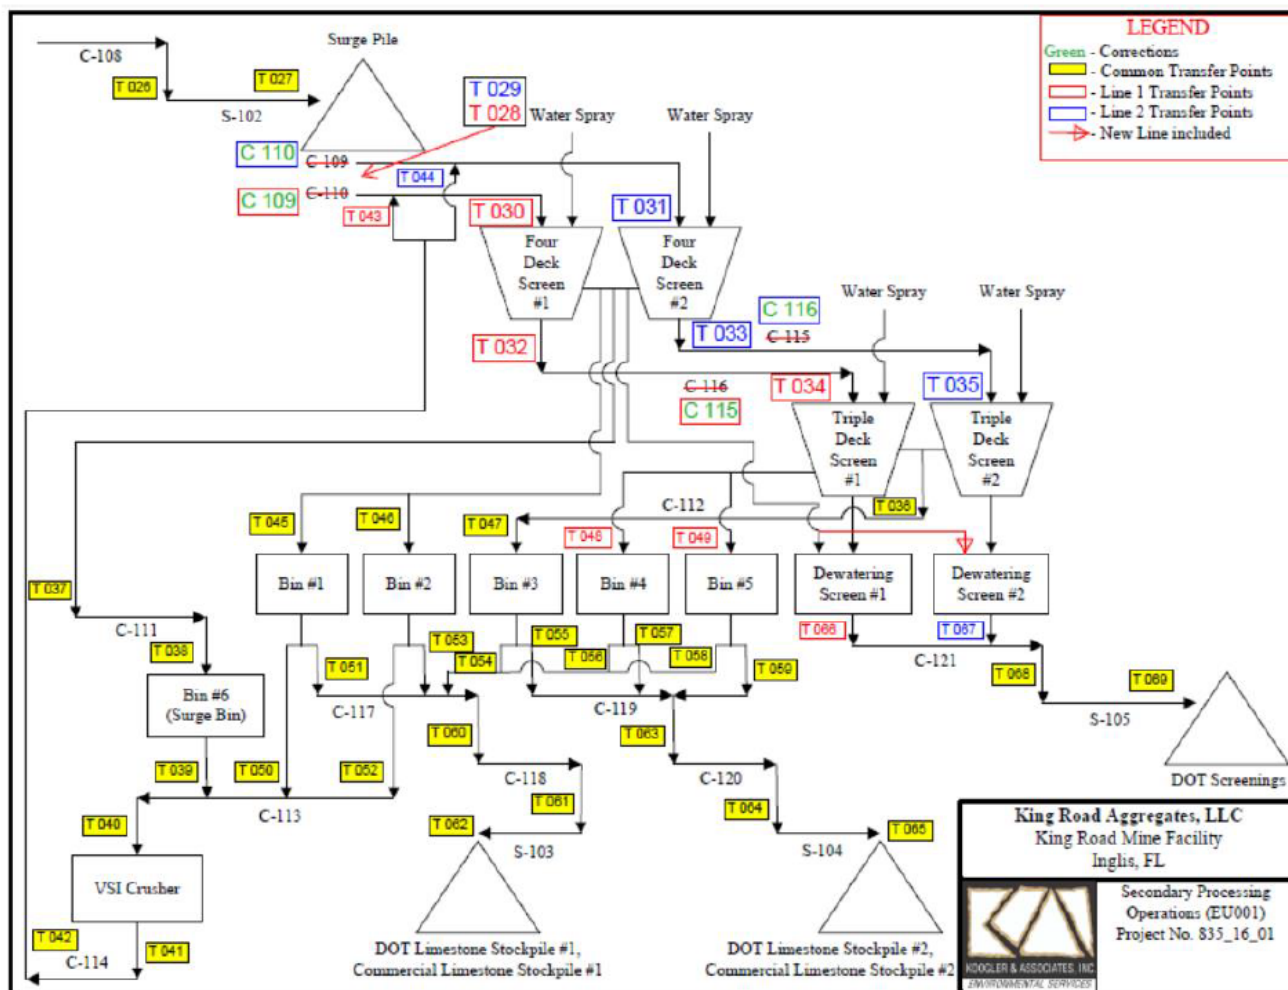 C-108
Surge Pile
T 026
T 027
S-102
T 029
T 028
Water Spray
Water Spray
C 110
C-109
T 044
C 109
C-110
T 043
T 030
T 031
Four
Deck
Screen
#1
Four
Deck
Screen
#2
Water Spray
Water Spray
T 032
T 033
C 116
C-115
C-116
C 115
T 034
T 035
Triple
Deck
Screen
#1
Triple
Deck
Screen
#2
C-112
T 036
T 045
T 046
T 047
T 048
T 049
Bin #1
Bin #2
Bin #3
Bin #4
Bin #5
Dewatering
Screen #1
Dewatering
Screen #2
T 037
C-111
T 038
Bin #6
(Surge Bin)
T 051
T 053
T 054
T 055
T 056
T 057
T 058
T 059
T 066
T 067
C-121
T 068
T 069
S-105
DOT Screenings
C-117
C-119
T 060
T 063
T 039
T 050
T 052
C-113
C-118
C-120
T 061
T 064
T 062
T 065
S-103
S-104
T 040
VSI Crusher
T 042
T 041
C-114
DOT Limestone Stockpile #1,
Commercial Limestone Stockpile #1
DOT Limestone Stockpile #2,
Commercial Limestone Stockpile #2
LEGEND
Green - Corrections
- Common Transfer Points
- Line 1 Transfer Points
- Line 2 Transfer Points
- New Line included
King Road Aggregates, LLC
King Road Mine Facility
Inglis, FL
Secondary Processing
Operations (EU001)
Project No. 835_16_01
KOOGLER & ASSOCIATES, INC.
ENVIRONMENTAL SERVICES